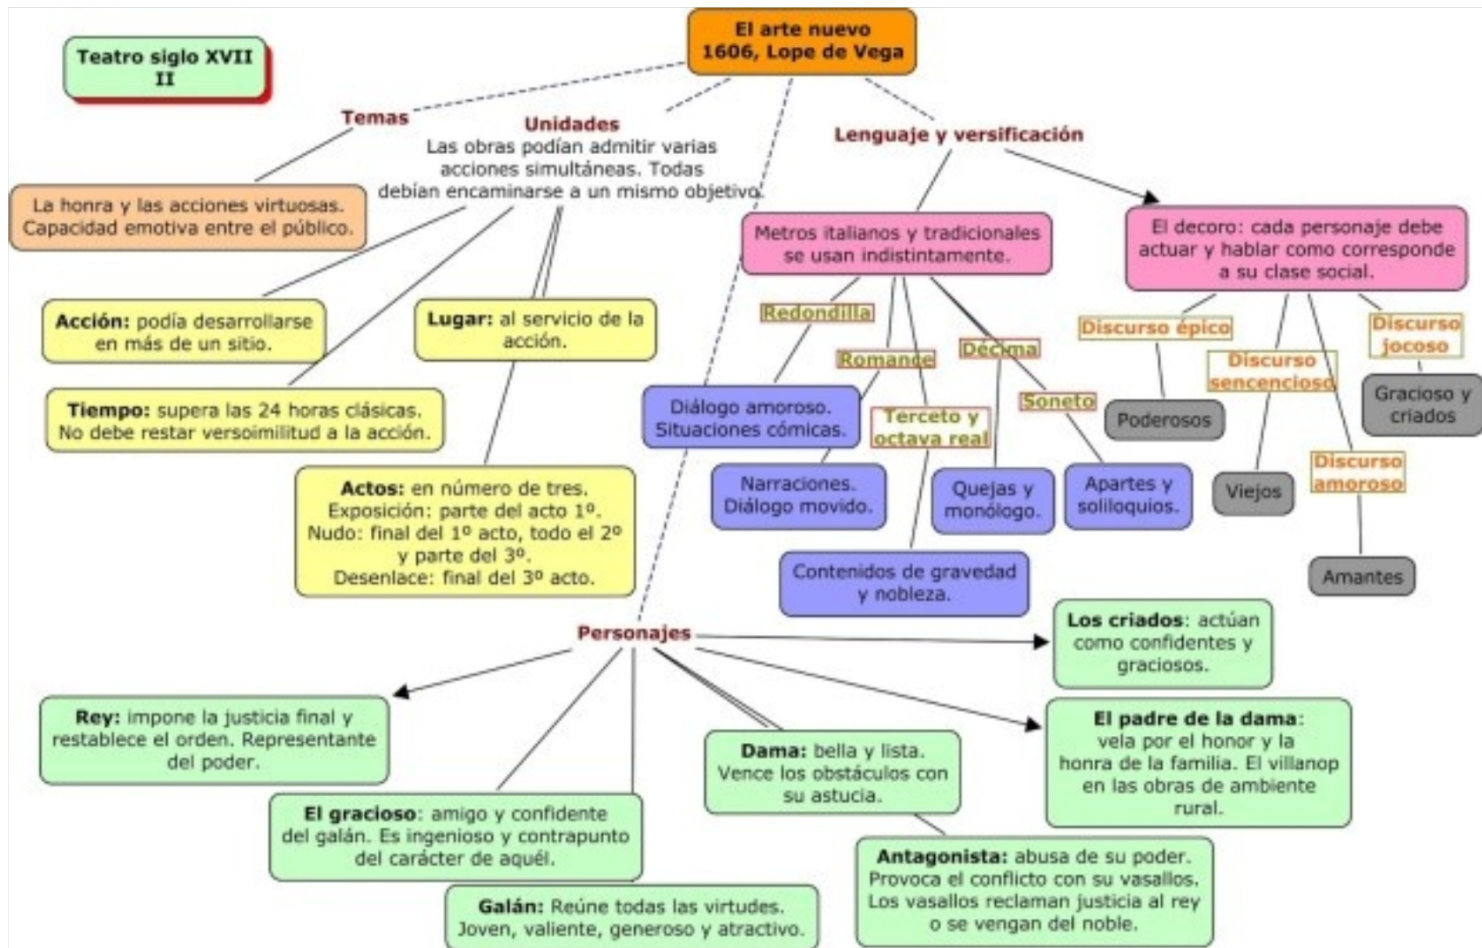 Teatro siglo XVII
II
El arte nuevo
1606, Lope de Vega
Temas
La honra y las acciones virtuosas.
Capacidad emotiva entre el público.
Unidades
Las obras podían admitir varias
acciones simultáneas. Todas
debían encaminarse a un mismo objetivo.
Acción: podía desarrollarse
en más de un sitio.
Lugar: al servicio de la
acción.
Tiempo: supera las 24 horas clásicas.
No debe restar versoimilitud a la acción.
Actos: en número de tres.
Exposición: parte del acto 1º.
Nudo: final del 1º acto, todo el 2º
y parte del 3º.
Desenlace: final del 3º acto.
Lenguaje y versificación
Metros italianos y tradicionales
se usan indistintamente.
Redondilla
Diálogo amoroso.
Situaciones cómicas.
Romance
Narraciones.
Diálogo movido.
Terceto y
octava real
Contenidos de gravedad
y nobleza.
Décima
Quejas y
monólogo.
Soneto
Apartes y
soliloquios.
El decoro: cada personaje debe
actuar y hablar como corresponde
a su clase social.
Discurso épico
Poderosos
Discurso
sencencioso
Viejos
Discurso
amoroso
Amantes
Discurso
jocoso
Gracioso y
criados
Personajes
Rey: impone la justicia final y
restablece el orden. Representante
del poder.
El gracioso: amigo y confidente
del galán. Es ingenioso y contrapunto
del carácter de aquél.
Galán: Reúne todas las virtudes.
Joven, valiente, generoso y atractivo.
Dama: bella y lista.
Vence los obstáculos con
su astucia.
Antagonista: abusa de su poder.
Provoca el conflicto con su vasallos.
Los vasallos reclaman justicia al rey
o se vengan del noble.
El padre de la dama:
vela por el honor y la
honra de la familia. El villanop
en las obras de ambiente
rural.
Los criados: actúan
como confidentes y
graciosos.